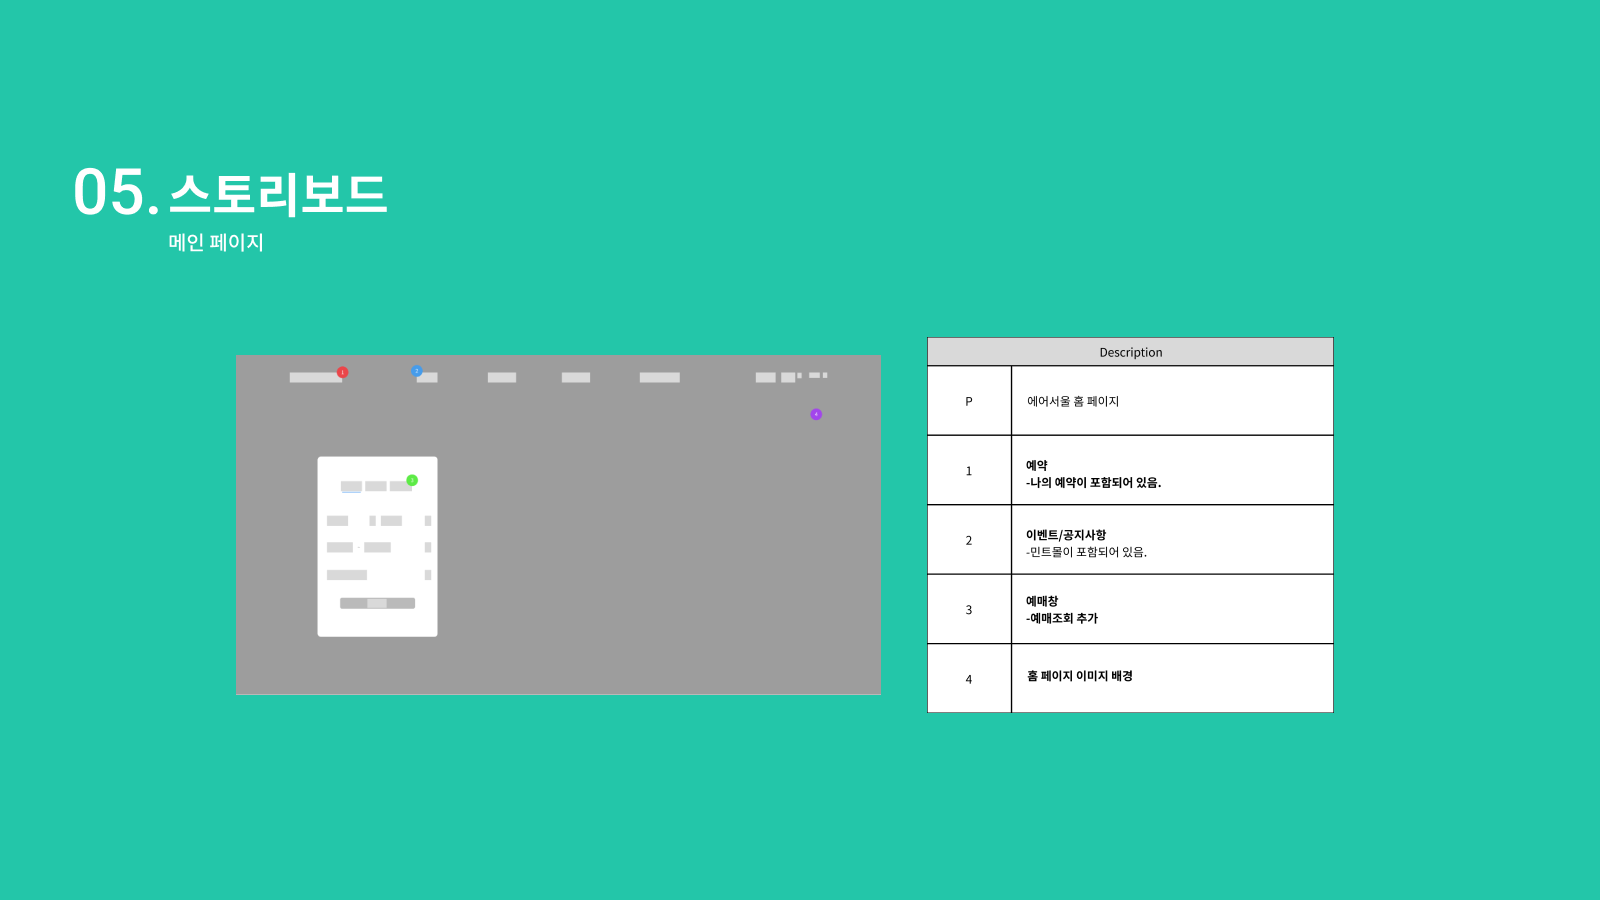 05. 스토리보드
메인 페이지
1
2
4
Description
P
에어서울 홈 페이지
1
예약
-나의 예약이 포함되어 있음.
2
이벤트/공지사항
-민트몰이 포함되어 있음.
3
예매창
-예매조회 추가
4
홈 페이지 이미지 배경